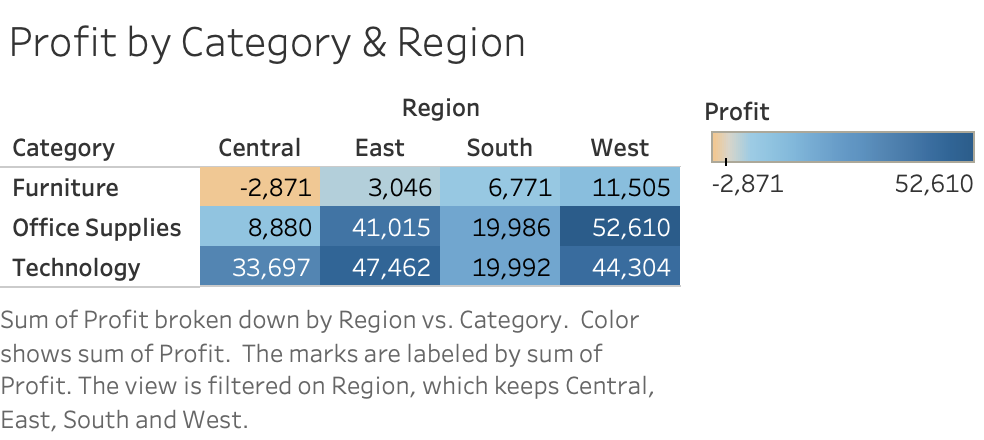 Profit by Category & Region
Region
Profit
Category Central East South West
-2,871 52,610
Furniture -2,871 3,046 6,771 11,505
Office Supplies 8,880 41,015 19,986 52,610
Technology 33,697 47,462 19,992 44,304
Sum of Profit broken down by Region vs. Category. Color
shows sum of Profit. The marks are labeled by sum of
Profit. The view is filtered on Region, which keeps Central,
East, South and West.